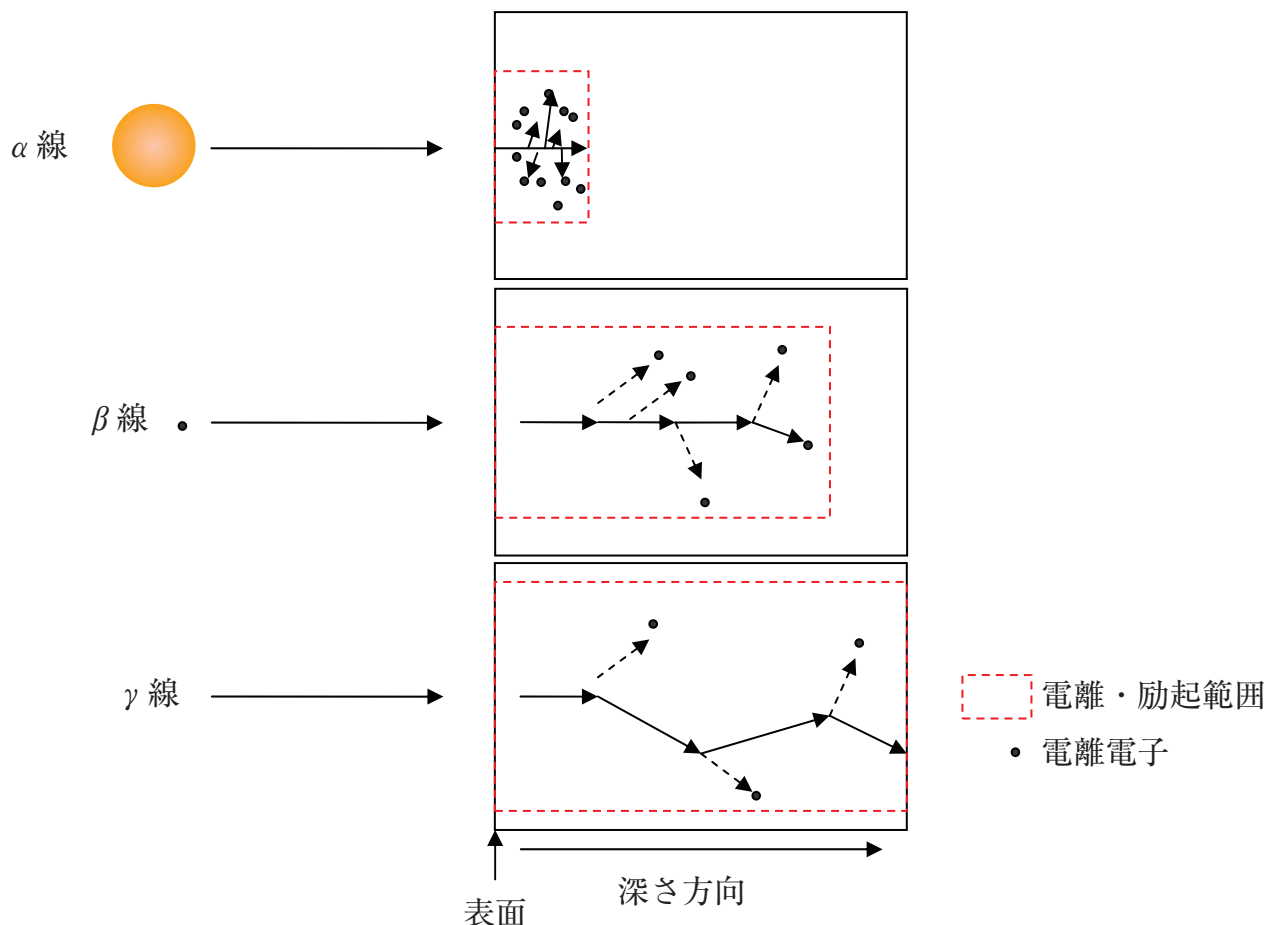 α 線
β 線
γ 線
電離・励起範囲
電離電子
深さ方向
表面